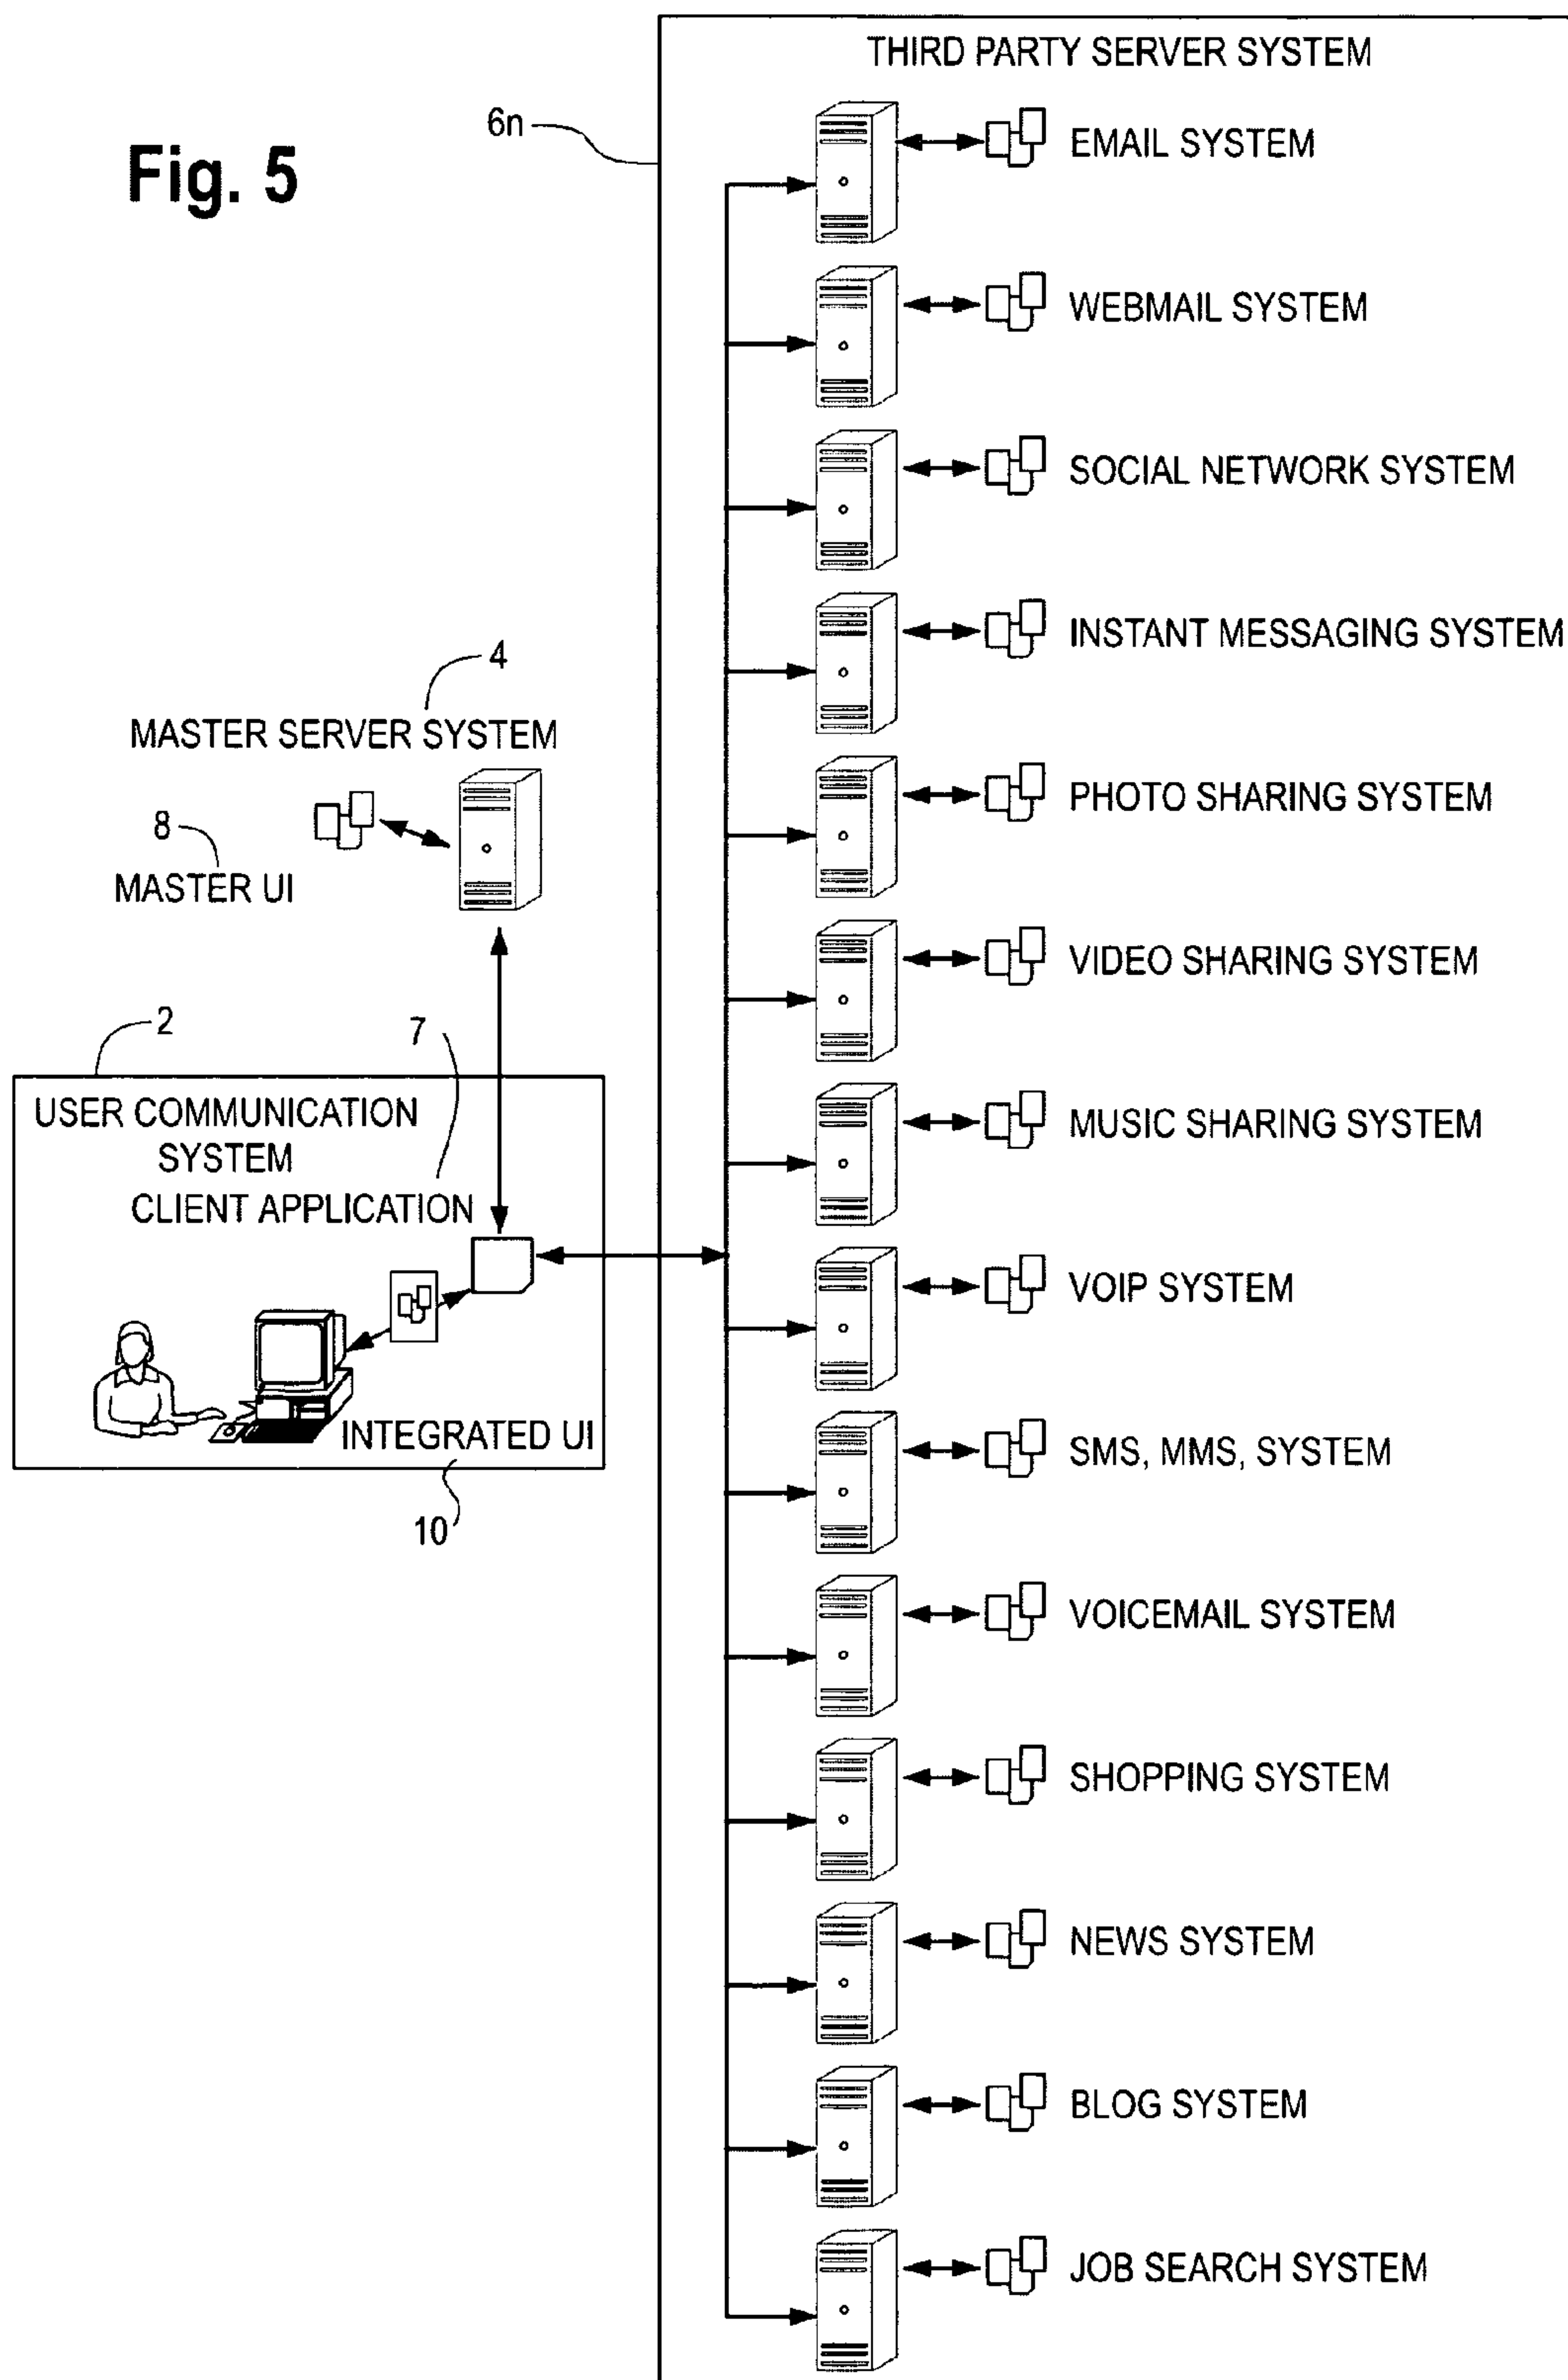 THIRD PARTY SERVER SYSTEM
6n
Fig. 5
EMAIL SYSTEM
WEBMAIL SYSTEM
SOCIAL NETWORK SYSTEM
INSTANT MESSAGING SYSTEM
4
MASTER SERVER SYSTEM
PHOTO SHARING SYSTEM
8
MASTER UI
VIDEO SHARING SYSTEM
2
7
USER COMMUNICATION
SYSTEM
CLIENT APPLICATION
MUSIC SHARING SYSTEM
VOIP SYSTEM
INTEGRATED UI
10
SMS, MMS, SYSTEM
VOICEMAIL SYSTEM
SHOPPING SYSTEM
NEWS SYSTEM
BLOG SYSTEM
JOB SEARCH SYSTEM